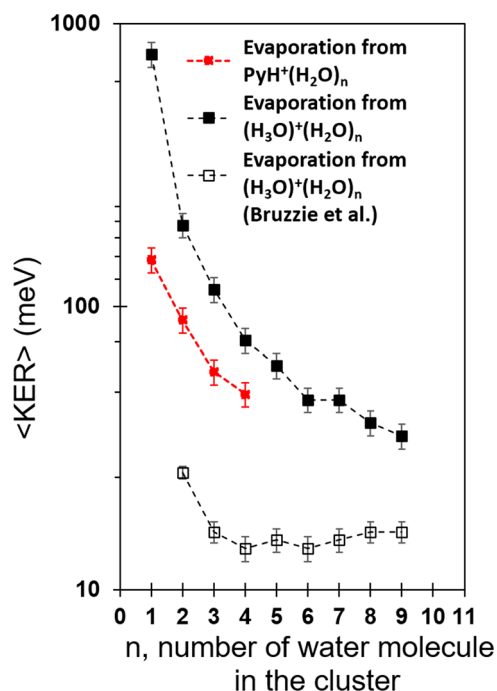 1000
Evaporation from
PyH⁺(H₂O)ₙ
Evaporation from
(H₃O)⁺(H₂O)ₙ
Evaporation from
(H₃O)⁺(H₂O)ₙ
(Bruzzie et al.)
<KER> (meV)
100
10
0 1 2 3 4 5 6 7 8 9 10 11
n, number of water molecule
in the cluster